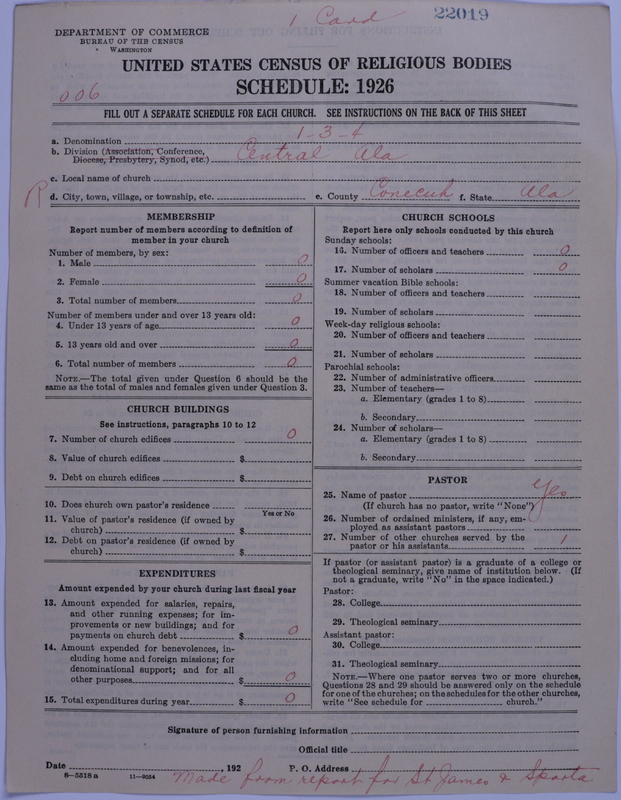 1 Card 22019
DEPARTMENT OF COMMERCE
BUREAU OF THE CENSUS
WASHINGTON
UNITED STATES CENSUS OF RELIGIOUS BODIES
SCHEDULE: 1926
006
FILL OUT A SEPARATE SCHEDULE FOR EACH CHURCH. SEE INSTRUCTIONS ON THE BACK OF THIS SHEET
a. Denomination 1-3-4
b. Division (Association, Conference,
Diocese, Presbytery, Synod, etc.) Central Ala
c. Local name of church
R d. City, town, village, or township, etc. e. County Conecuh f. State Ala
MEMBERSHIP
Report number of members according to definition of
member in your church
Number of members, by sex:
1. Male 0
2. Female 0
3. Total number of members 0
Number of members under and over 13 years old:
4. Under 13 years of age 0
5. 13 years old and over 0
6. Total number of members 0
NOTE.—The total given under Question 6 should be the
same as the total of males and females given under Question 3.
CHURCH BUILDINGS
See instructions, paragraphs 10 to 12
7. Number of church edifices 0
8. Value of church edifices $
9. Debt on church edifices $
10. Does church own pastor's residence
Yes or No
11. Value of pastor's residence (if owned by
church) $
12. Debt on pastor's residence (if owned by
church) $
EXPENDITURES
Amount expended by your church during last fiscal year
13. Amount expended for salaries, repairs,
and other running expenses; for im-
provements or new buildings; and for
payments on church debt $ 0
14. Amount expended for benevolences, in-
cluding home and foreign missions; for
denominational support; and for all
other purposes $ 0
15. Total expenditures during year $ 0
CHURCH SCHOOLS
Report here only schools conducted by this church
Sunday schools:
16. Number of officers and teachers 0
17. Number of scholars 0
Summer vacation Bible schools:
18. Number of officers and teachers
19. Number of scholars
Week-day religious schools:
20. Number of officers and teachers
21. Number of scholars
Parochial schools:
22. Number of administrative officers
23. Number of teachers—
a. Elementary (grades 1 to 8)
b. Secondary
24. Number of scholars—
a. Elementary (grades 1 to 8)
b. Secondary
PASTOR
25. Name of pastor Yes
(If church has no pastor, write "None")
26. Number of ordained ministers, if any, em-
ployed as assistant pastors
27. Number of other churches served by the
pastor or his assistants 1
If pastor (or assistant pastor) is a graduate of a college or
theological seminary, give name of institution below. (If
not a graduate, write "No" in the space indicated.)
Pastor:
28. College
29. Theological seminary
Assistant pastor:
30. College
31. Theological seminary
NOTE.—Where one pastor serves two or more churches,
Questions 28 and 29 should be answered only on the schedule
for one of the churches; on the schedules for the other churches,
write "See schedule for church."
Signature of person furnishing information
Official title
Date , 192 P. O. Address
8-5318 a 11-9034 Made from report for St James & Sparta